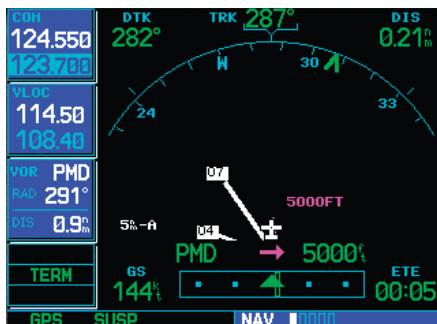 COM
124.550
123.700
VLOC
114.50
108.40
VOR PMD
RAD 291°
DIS 0.9nm
TERM
GPS SUSP NAV
DTK
282°
TRK 287°
DIS
0.21nm
24 W 30 33
07
04
5000FT
5nm-A
PMD → 5000ft
GS
144kt
ETE
00:05